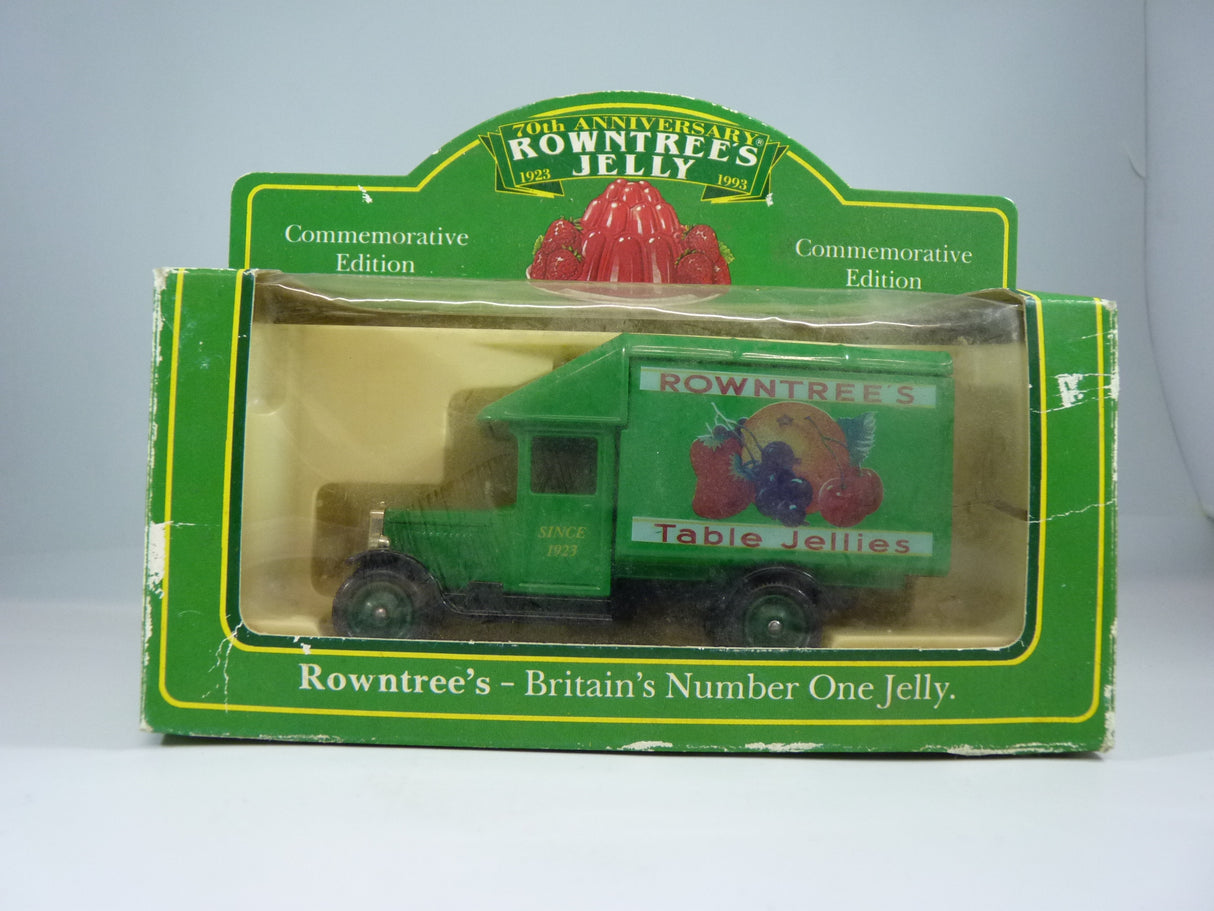 70th ANNIVERSARY
ROWNTREE'S®
JELLY
1923 1993
Commemorative
Edition
Commemorative
Edition
ROWNTREE'S
SINCE
1923
Table Jellies
Rowntree's – Britain's Number One Jelly.